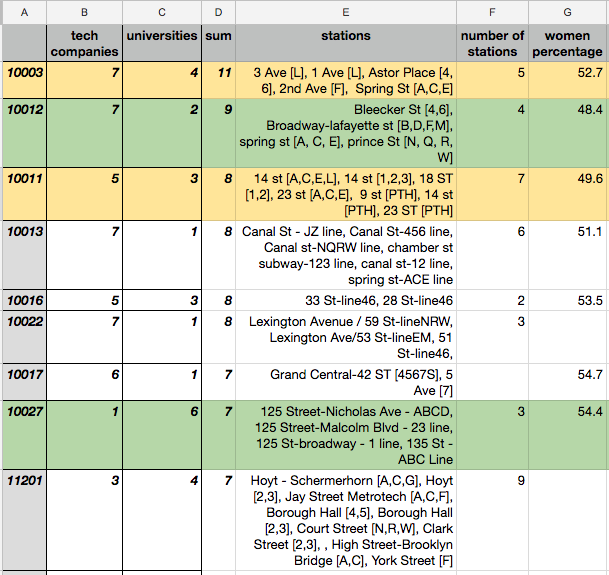 A B C D E F G
tech companies universities sum stations number of stations women percentage
10003 7 4 11 3 Ave [L], 1 Ave [L], Astor Place [4, 5 52.7
6], 2nd Ave [F], Spring St [A,C,E]
10012 7 2 9 Bleecker St [4,6], 4 48.4
Broadway-lafayette st [B,D,F,M],
spring st [A, C, E], prince St [N, Q, R,
W]
10011 5 3 8 14 st [A,C,E,L], 14 st [1,2,3], 18 ST 7 49.6
[1,2], 23 st [A,C,E], 9 st [PTH], 14 st
[PTH], 23 ST [PTH]
10013 7 1 8 Canal St - JZ line, Canal St-456 line, 6 51.1
Canal st-NQRW line, chamber st
subway-123 line, canal st-12 line,
spring st-ACE line
10016 5 3 8 33 St-line46, 28 St-line46 2 53.5
10022 7 1 8 Lexington Avenue / 59 St-lineNRW, 3
Lexington Ave/53 St-lineEM, 51
St-line46,
10017 6 1 7 Grand Central-42 ST [4567S], 5 54.7
Ave [7]
10027 1 6 7 125 Street-Nicholas Ave - ABCD, 3 54.4
125 Street-Malcolm Blvd - 23 line,
125 St-broadway - 1 line, 135 St -
ABC Line
11201 3 4 7 Hoyt - Schermerhorn [A,C,G], Hoyt 9
[2,3], Jay Street Metrotech [A,C,F],
Borough Hall [4,5], Borough Hall
[2,3], Court Street [N,R,W], Clark
Street [2,3], , High Street-Brooklyn
Bridge [A,C], York Street [F]